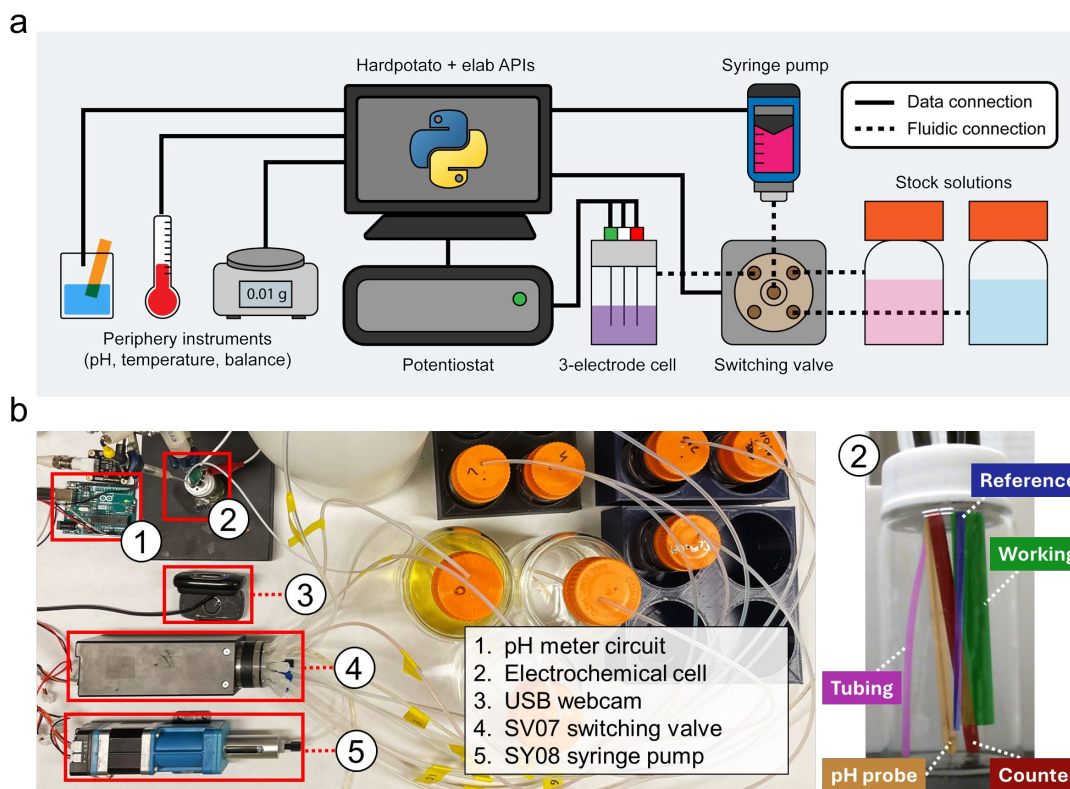 a
Hardpotato + elab APIs
Syringe pump
Data connection
Fluidic connection
Stock solutions
0.01 g
Periphery instruments
(pH, temperature, balance)
Potentiostat
3-electrode cell
Switching valve
b
1
2
3
4
5
1. pH meter circuit
2. Electrochemical cell
3. USB webcam
4. SV07 switching valve
5. SY08 syringe pump
2
Reference
Working
Tubing
pH probe
Counter